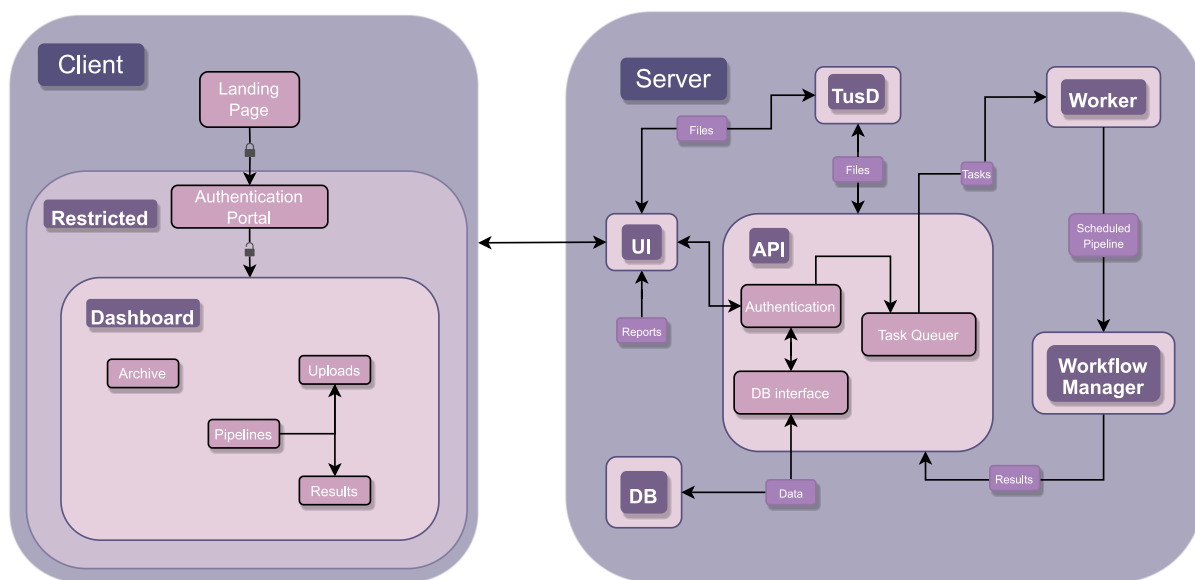 Client
Landing
Page
Restricted
Authentication
Portal
Dashboard
Archive
Uploads
Pipelines
Results
Server
TusD
Worker
Files
Files
Tasks
UI
API
Scheduled
Pipeline
Authentication
Reports
Task Queuer
DB interface
Workflow
Manager
DB
Data
Results